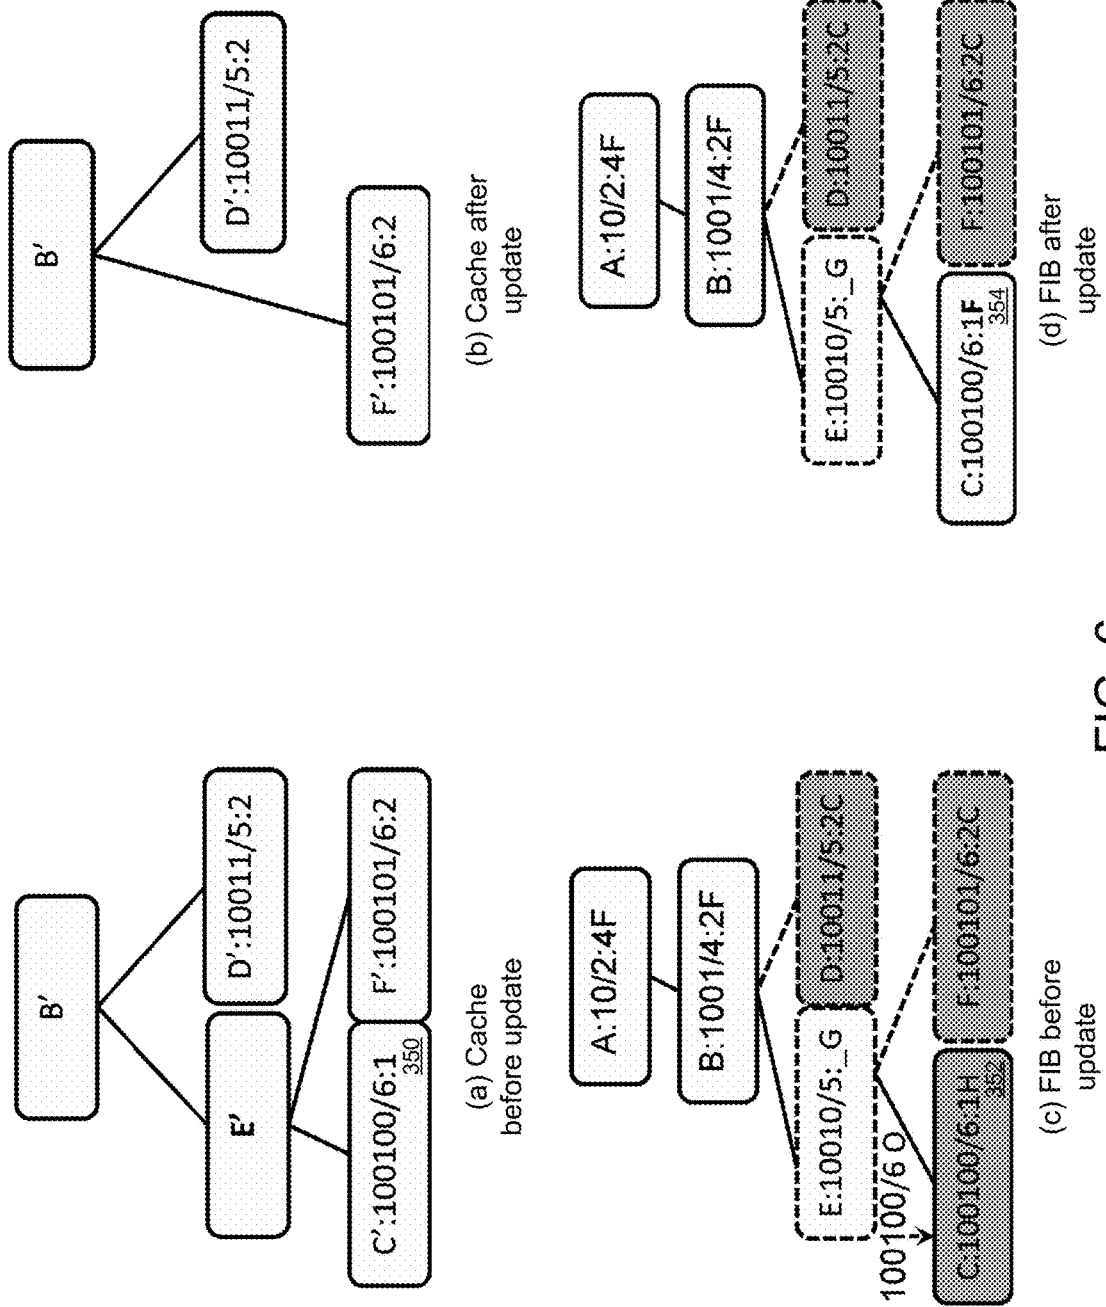 B'
E'
D':10011/5:2
C':100100/6:1
350
F':100101/6:2
(a) Cache
before update
B'
D':10011/5:2
F':100101/6:2
(b) Cache after
update
A:10/2:4F
B:1001/4:2F
E:10010/5:_G
D:10011/5:2C
100100/6 O
C:100100/6:1H
352
F:100101/6:2C
(c) FIB before
update
A:10/2:4F
B:1001/4:2F
E:10010/5:_G
D:10011/5:2C
C:100100/6:1F
354
F:100101/6:2C
(d) FIB after
update
FIG.